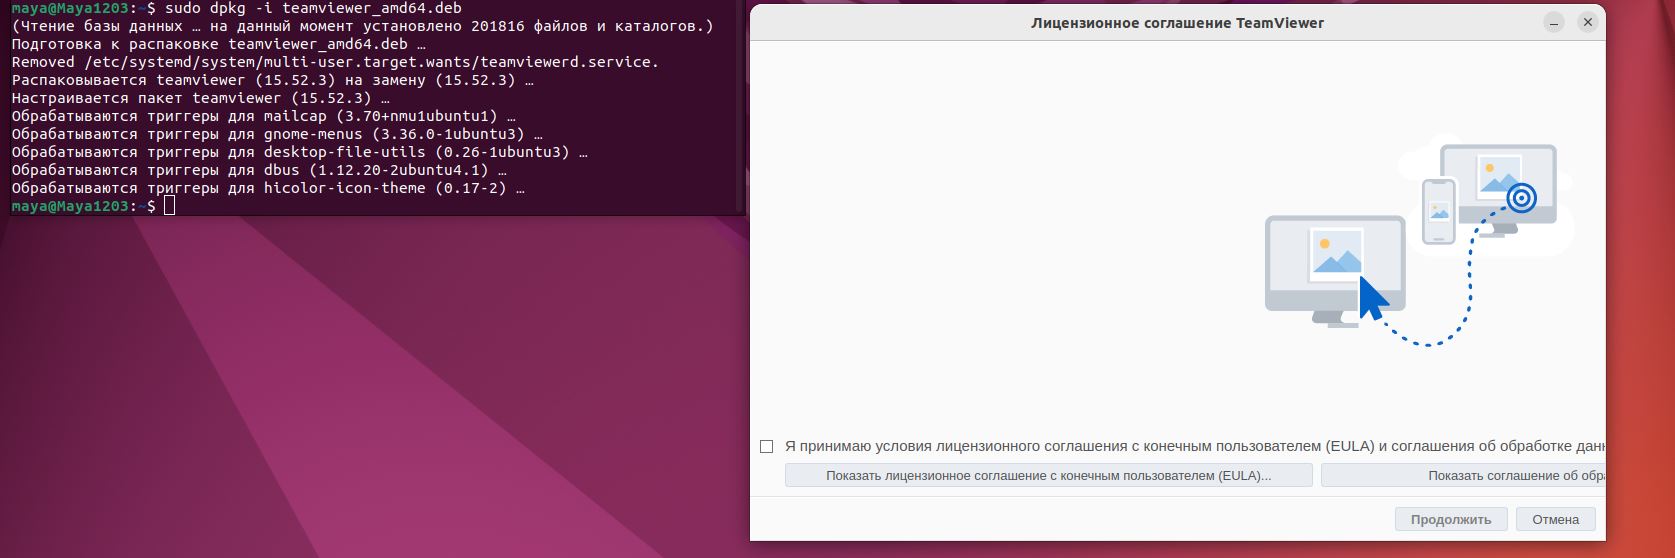 maya@Maya1203:~$ sudo dpkg -i teamviewer_amd64.deb
(Чтение базы данных … на данный момент установлено 201816 файлов и каталогов.)
Подготовка к распаковке teamviewer_amd64.deb …
Removed /etc/systemd/system/multi-user.target.wants/teamviewerd.service.
Распаковывается teamviewer (15.52.3) на замену (15.52.3) …
Настраивается пакет teamviewer (15.52.3) …
Обрабатываются триггеры для mailcap (3.70+nmu1ubuntu1) …
Обрабатываются триггеры для gnome-menus (3.36.0-1ubuntu3) …
Обрабатываются триггеры для desktop-file-utils (0.26-1ubuntu3) …
Обрабатываются триггеры для dbus (1.12.20-2ubuntu4.1) …
Обрабатываются триггеры для hicolor-icon-theme (0.17-2) …
maya@Maya1203:~$
Лицензионное соглашение TeamViewer
Я принимаю условия лицензионного соглашения с конечным пользователем (EULA) и соглашения об обработке дан
Показать лицензионное соглашение с конечным пользователем (EULA)...
Показать соглашение об обр
Продолжить
Отмена